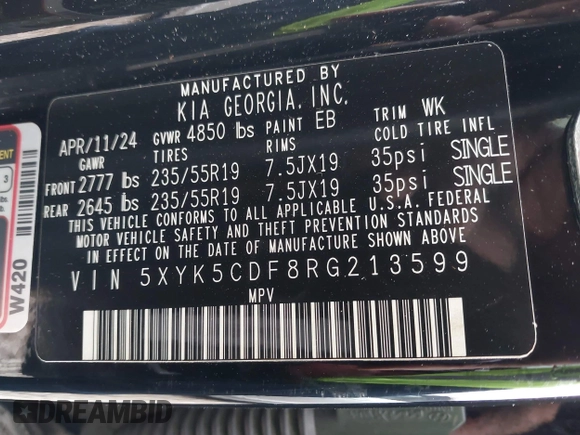 MANUFACTURED BY
KIA GEORGIA, INC.
APR/11/24 GVWR 4850 lbs PAINT EB TRIM WK
GAWR TIRES RIMS COLD TIRE INFL
FRONT 2777 lbs 235/55R19 7.5JX19 35psi SINGLE
REAR 2645 lbs 235/55R19 7.5JX19 35psi SINGLE
THIS VEHICLE CONFORMS TO ALL APPLICABLE U.S.A. FEDERAL
MOTOR VEHICLE SAFETY AND THEFT PREVENTION STANDARDS
IN EFFECT ON THE DATE OF MANUFACTURE SHOWN ABOVE
VIN 5XYK5CDF8RG213599
MPV
W420
3
DREAMBID